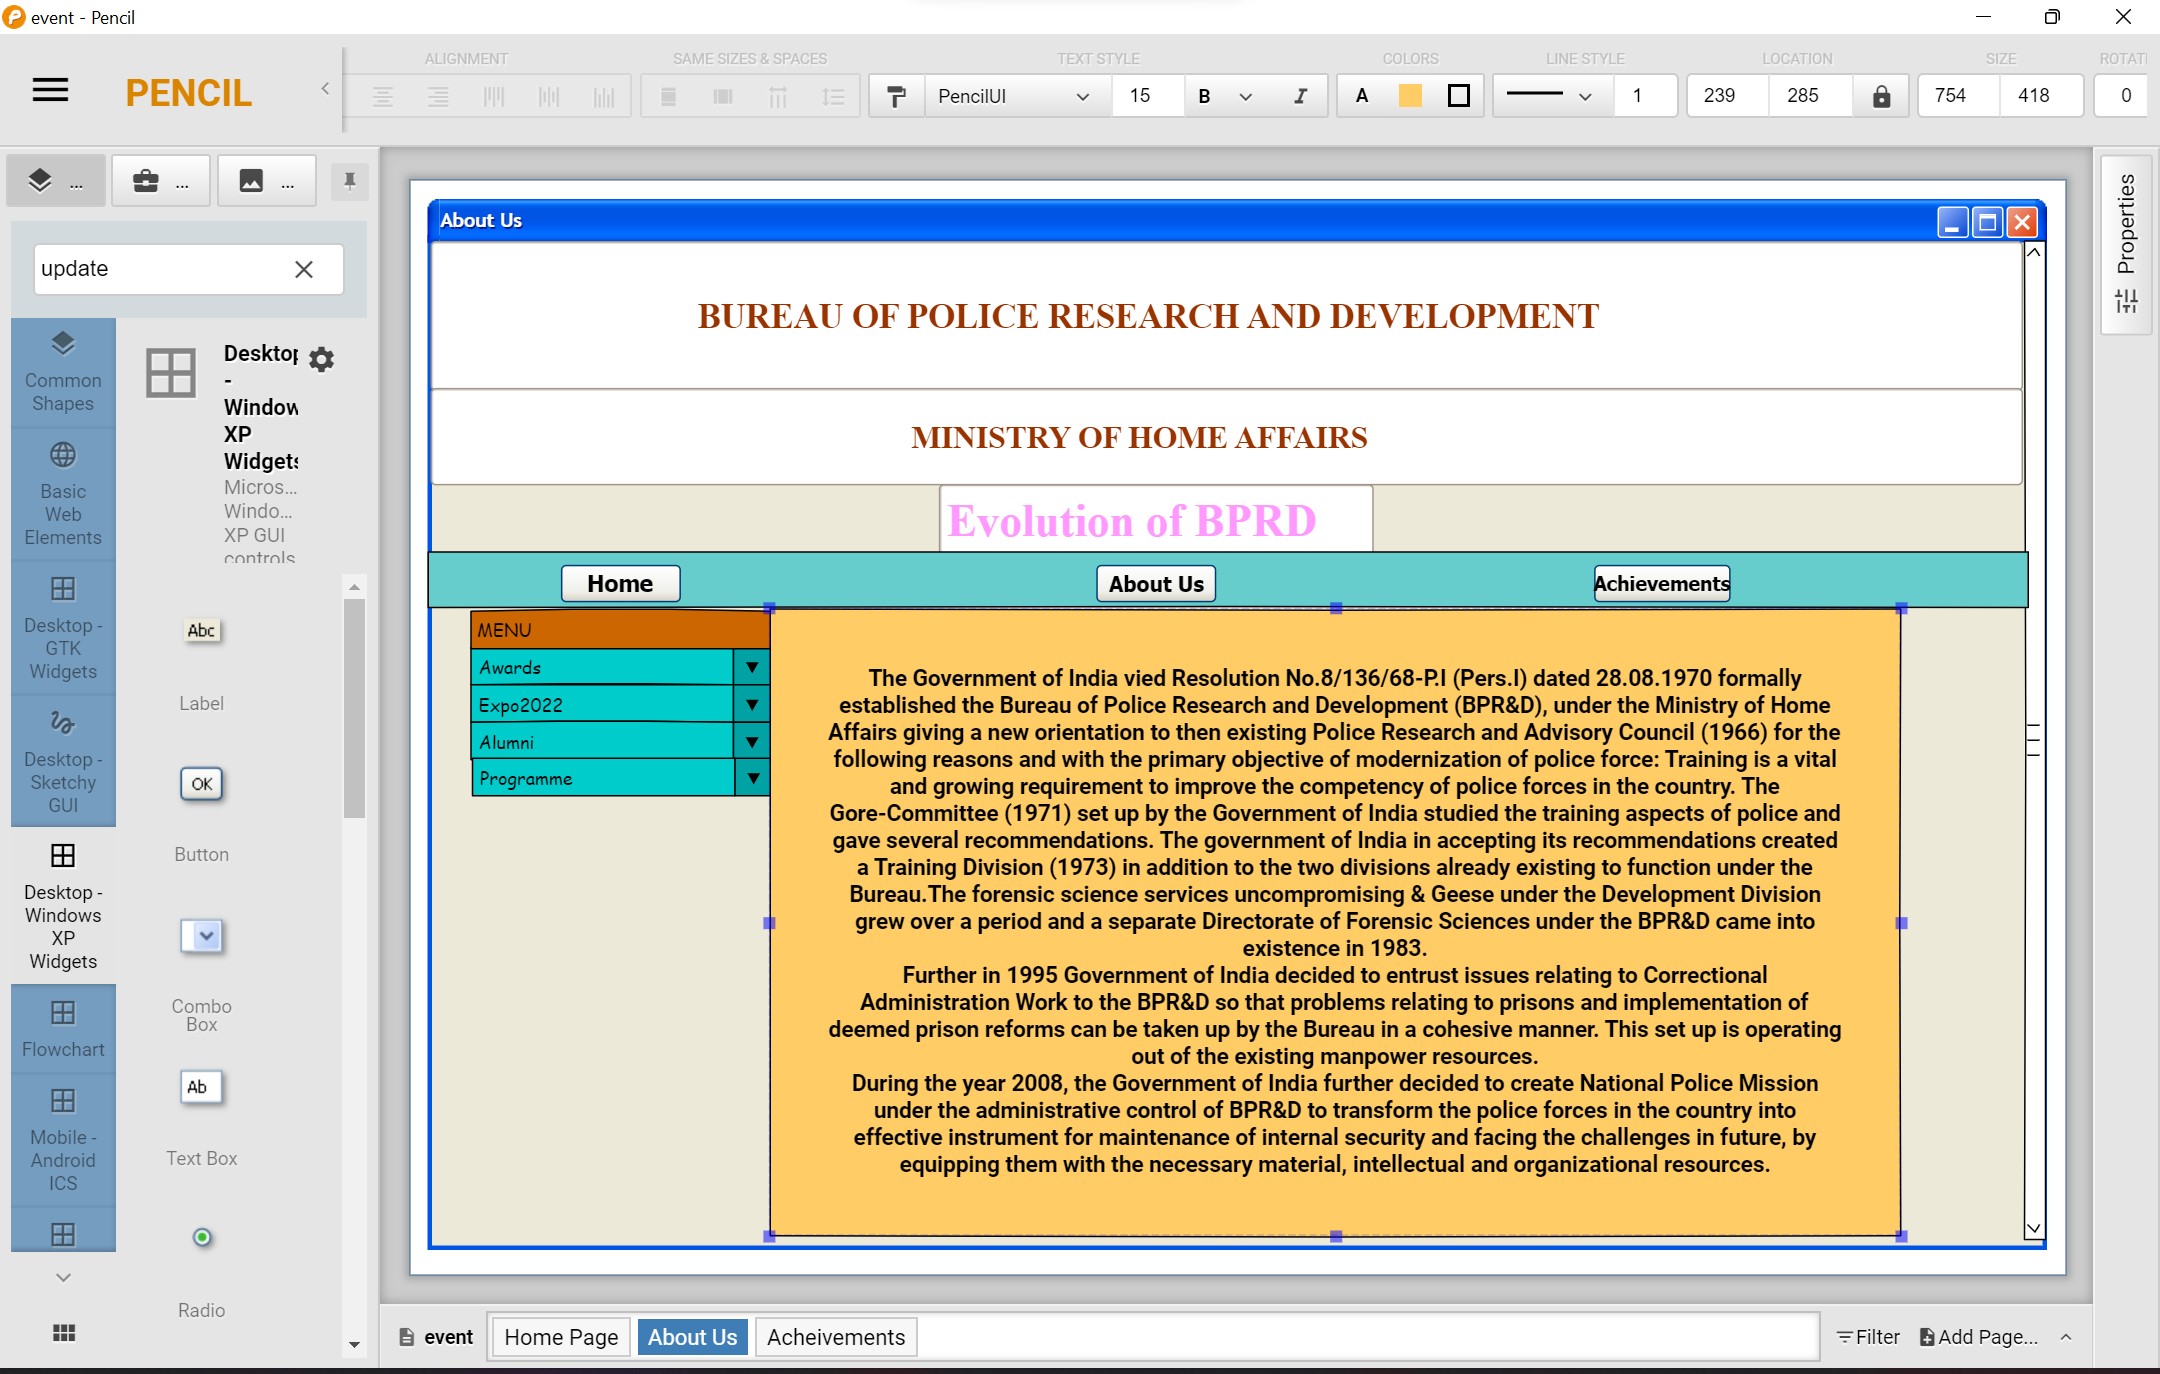 event - Pencil
ALIGNMENT
SAME SIZES & SPACES
TEXT STYLE
COLORS
LINE STYLE
LOCATION
SIZE
ROTATI
PENCIL
PencilUI
15
B
I
A
1
239
285
754
418
0
...
...
...
update
Common
Shapes
Basic
Web
Elements
Desktop -
GTK
Widgets
Desktop -
Sketchy
GUI
Desktop -
Windows
XP
Widgets
Flowchart
Mobile -
Android
ICS
Desktop
-
Window
XP
Widgets
Micros...
Windo...
XP GUI
controls
Abc
Label
OK
Button
Combo
Box
Ab
Text Box
Radio
About Us
BUREAU OF POLICE RESEARCH AND DEVELOPMENT
MINISTRY OF HOME AFFAIRS
Evolution of BPRD
Home
About Us
Achievements
MENU
Awards
Expo2022
Alumni
Programme
The Government of India vied Resolution No.8/136/68-P.I (Pers.I) dated 28.08.1970 formally
established the Bureau of Police Research and Development (BPR&D), under the Ministry of Home
Affairs giving a new orientation to then existing Police Research and Advisory Council (1966) for the
following reasons and with the primary objective of modernization of police force: Training is a vital
and growing requirement to improve the competency of police forces in the country. The
Gore-Committee (1971) set up by the Government of India studied the training aspects of police and
gave several recommendations. The government of India in accepting its recommendations created
a Training Division (1973) in addition to the two divisions already existing to function under the
Bureau.The forensic science services uncompromising & Geese under the Development Division
grew over a period and a separate Directorate of Forensic Sciences under the BPR&D came into
existence in 1983.
Further in 1995 Government of India decided to entrust issues relating to Correctional
Administration Work to the BPR&D so that problems relating to prisons and implementation of
deemed prison reforms can be taken up by the Bureau in a cohesive manner. This set up is operating
out of the existing manpower resources.
During the year 2008, the Government of India further decided to create National Police Mission
under the administrative control of BPR&D to transform the police forces in the country into
effective instrument for maintenance of internal security and facing the challenges in future, by
equipping them with the necessary material, intellectual and organizational resources.
Properties
event
Home Page
About Us
Acheivements
Filter
Add Page...